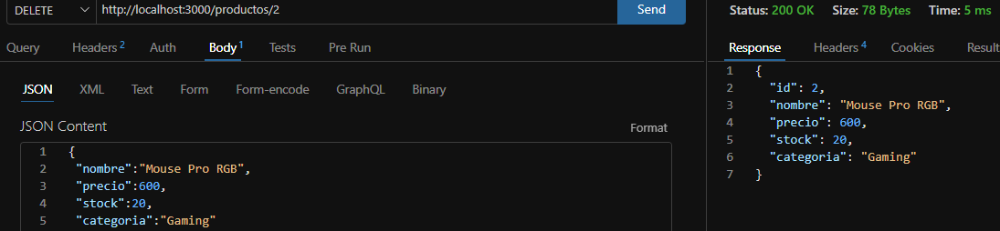 DELETE http://localhost:3000/productos/2 Send
Status: 200 OK Size: 78 Bytes Time: 5 ms
Query Headers 2 Auth Body 1 Tests Pre Run
Response Headers 4 Cookies Result
JSON XML Text Form Form-encode GraphQL Binary
JSON Content Format
1 {
2 "nombre":"Mouse Pro RGB",
3 "precio":600,
4 "stock":20,
5 "categoria":"Gaming"
1 {
2 "id": 2,
3 "nombre": "Mouse Pro RGB",
4 "precio": 600,
5 "stock": 20,
6 "categoria": "Gaming"
7 }